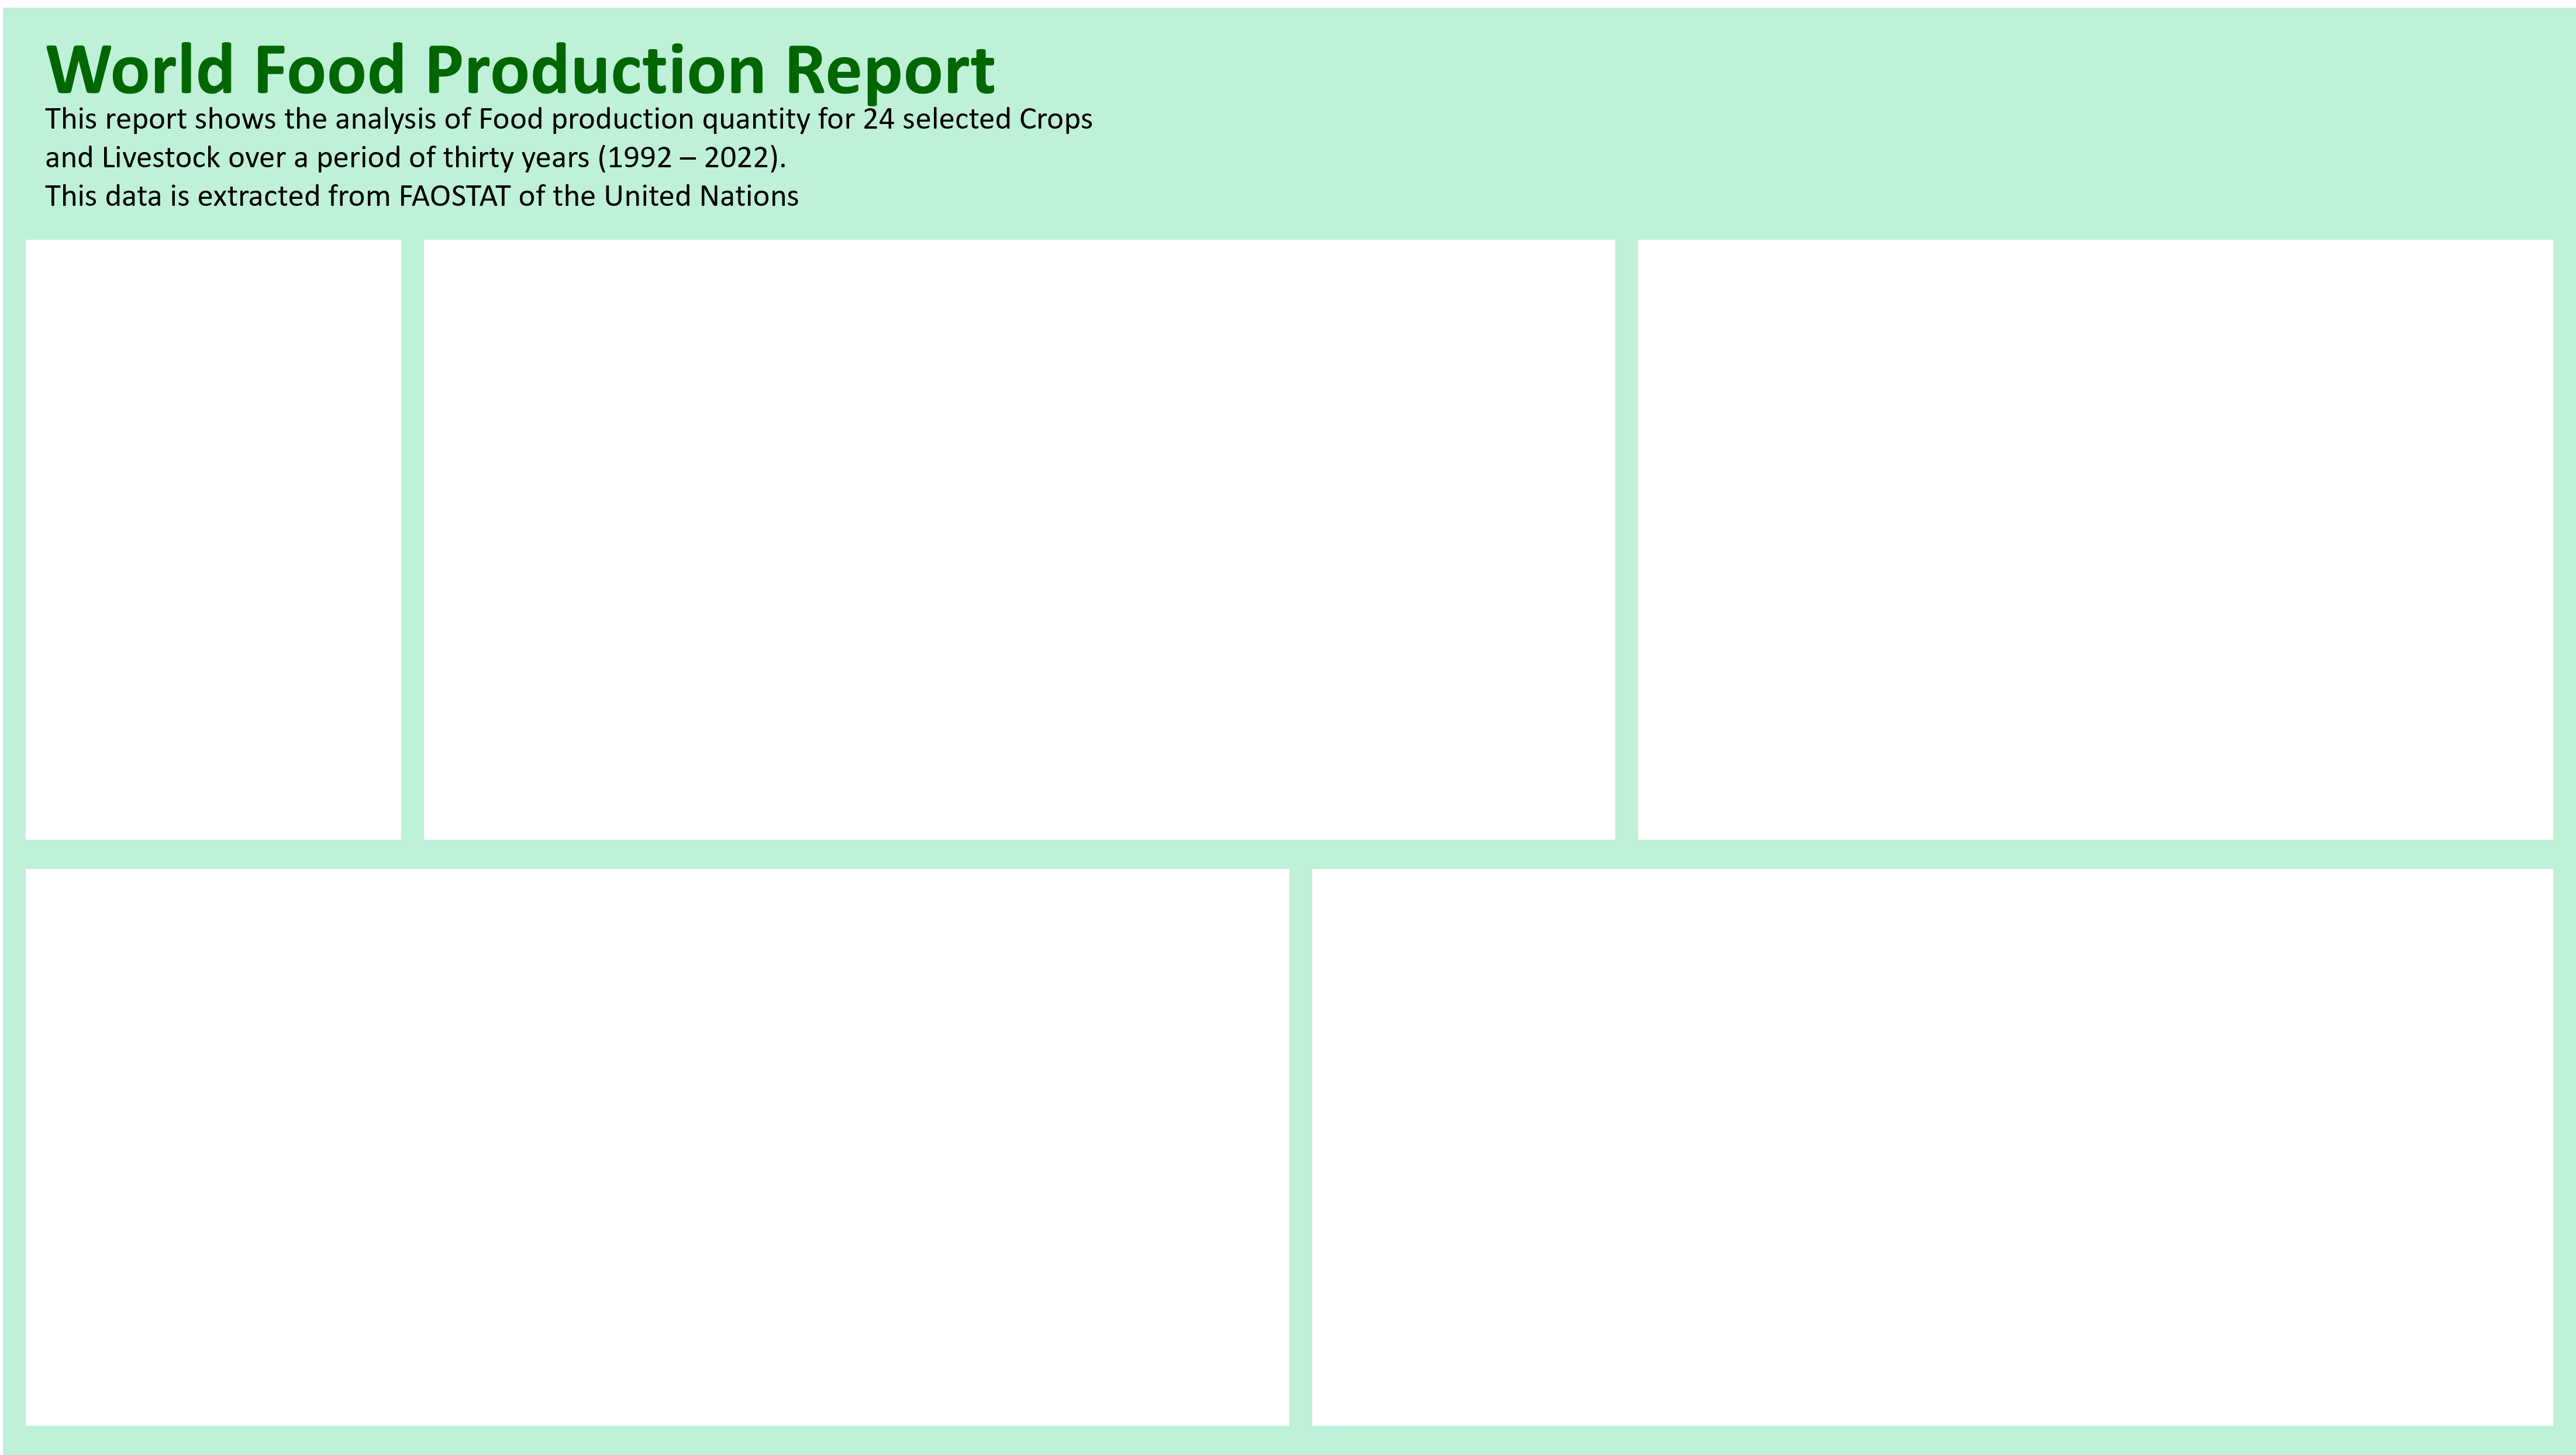 World Food Production Report
This report shows the analysis of Food production quantity for 24 selected Crops
and Livestock over a period of thirty years (1992 – 2022).
This data is extracted from FAOSTAT of the United Nations